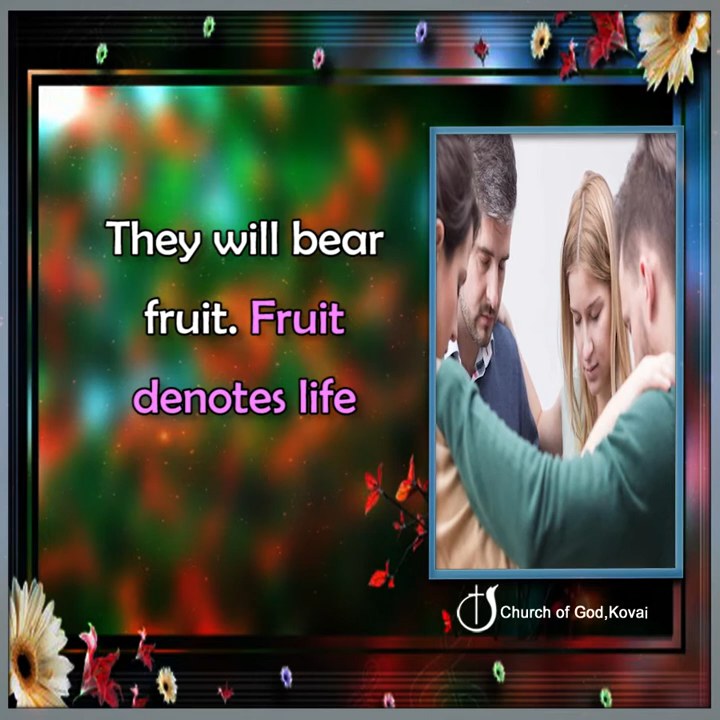 They will bear
fruit. Fruit
denotes life
Church of God,Kovai